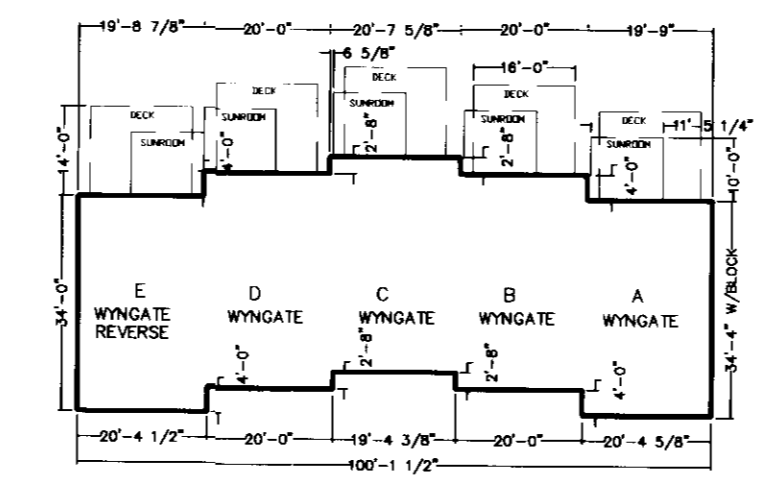 19'-8 7/8" 20'-0" 20'-7 5/8" 20'-0" 19'-9"
6 5/8"
16'-0"
DECK DECK DECK DECK DECK
SUNROOM SUNROOM SUNROOM SUNROOM SUNROOM
11'-5 1/4"
14'-0" 4'-0" 2'-8" 2'-8" 4'-0" 10'-0"
34'-0" 34'-4" W/BLOCK
E
WYNGATE
REVERSE
D
WYNGATE
C
WYNGATE
B
WYNGATE
A
WYNGATE
4'-0" 2'-8" 2'-8" 4'-0"
20'-4 1/2" 20'-0" 19'-4 3/8" 20'-0" 20'-4 5/8"
100'-1 1/2"